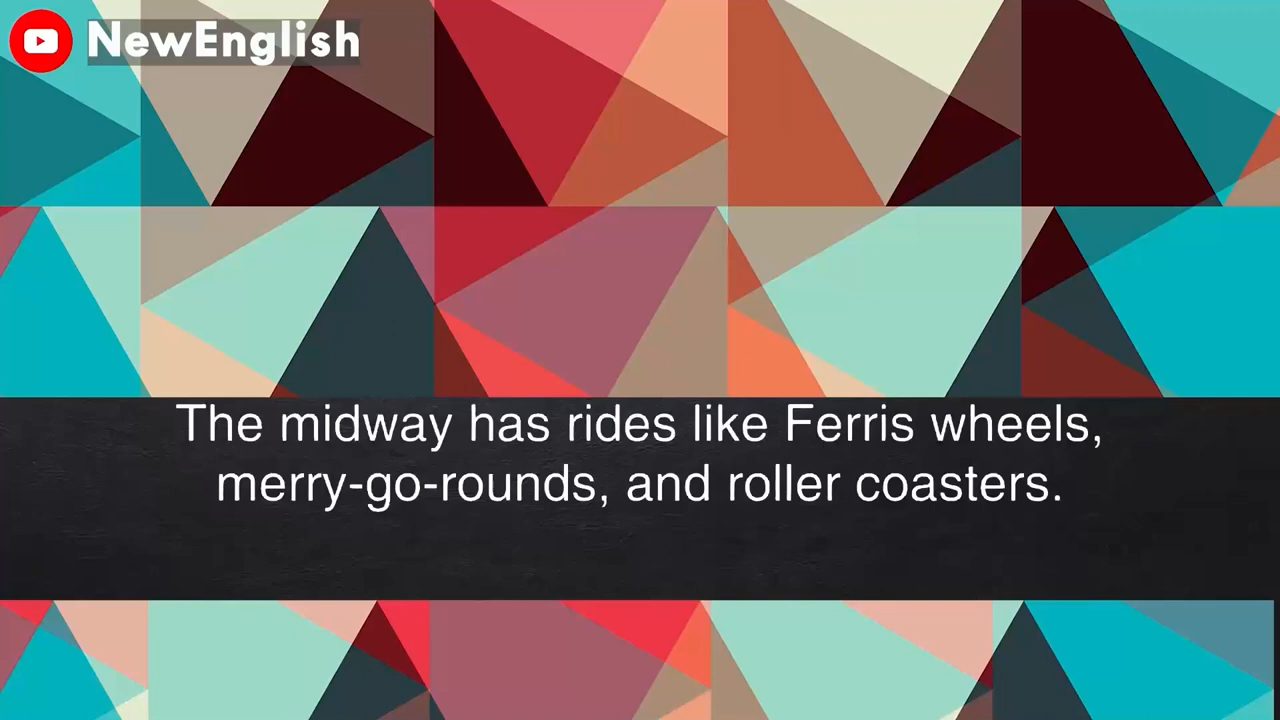 NewEnglish
The midway has rides like Ferris wheels,
merry-go-rounds, and roller coasters.